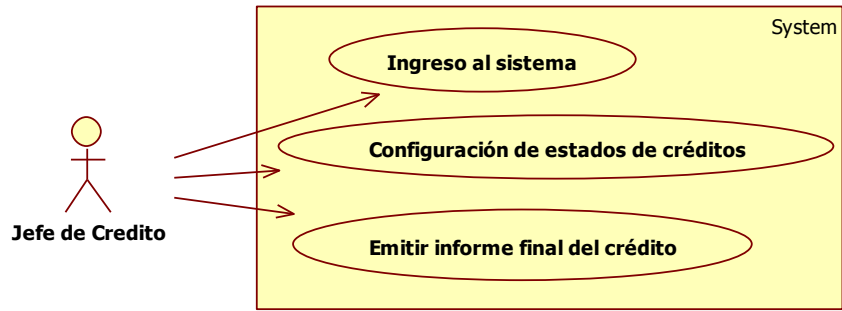 System
Ingreso al sistema
Configuración de estados de créditos
Jefe de Credito
Emitir informe final del crédito